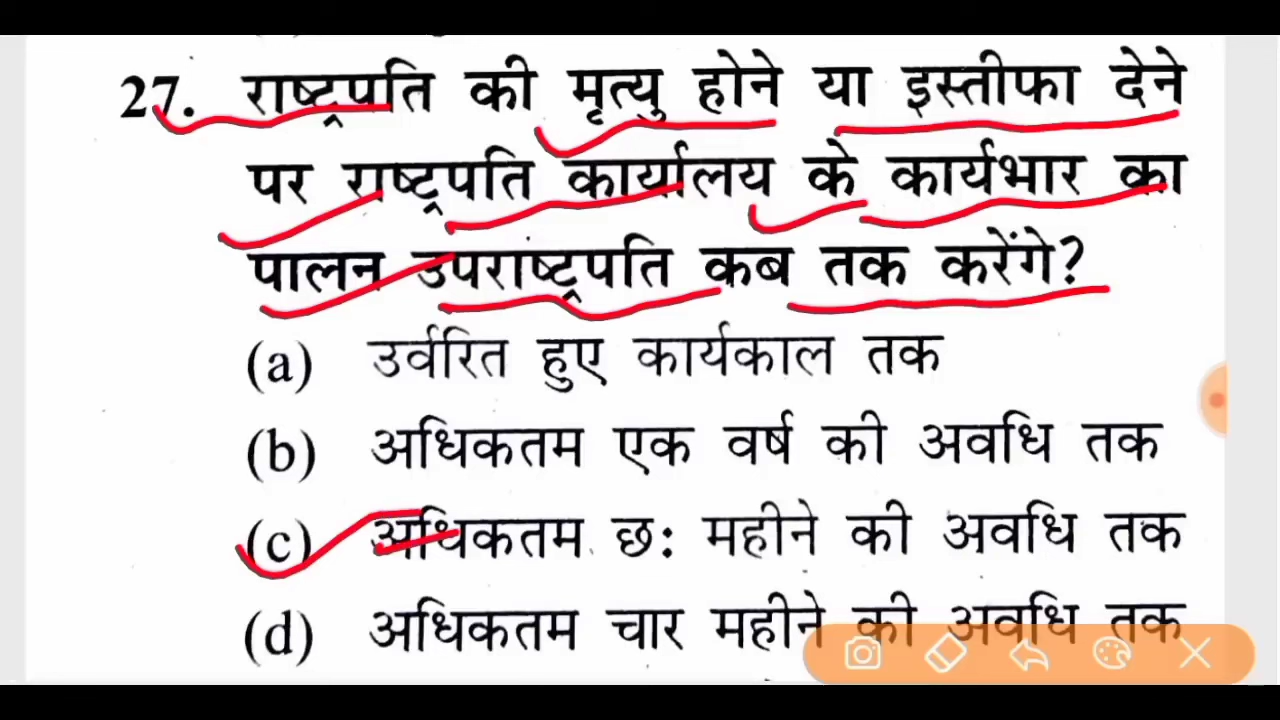 27. राष्ट्रपति की मृत्यु होने या इस्तीफा देने
पर राष्ट्रपति कार्यालय के कार्यभार का
पालन उपराष्ट्रपति कब तक करेंगे?
(a) उर्वरित हुए कार्यकाल तक
(b) अधिकतम एक वर्ष की अवधि तक
(c) अधिकतम छः महीने की अवधि तक
(d) अधिकतम चार महीने की अवधि तक